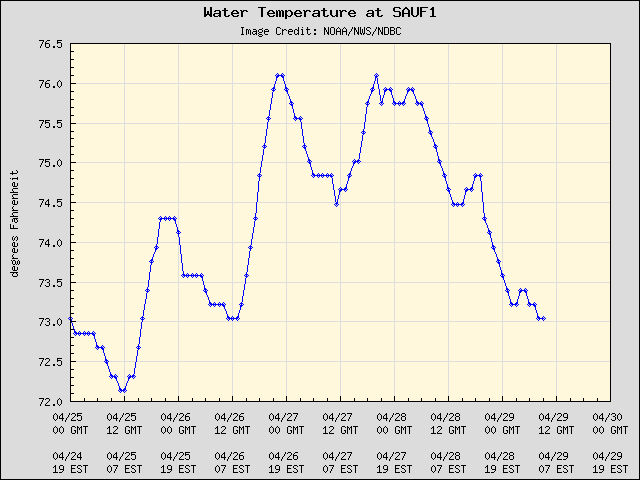 Water Temperature at SAUF1
Image Credit: NOAA/NWS/NDBC
degrees Fahrenheit
76.5
76.0
75.5
75.0
74.5
74.0
73.5
73.0
72.5
72.0
04/25 04/25 04/26 04/26 04/27 04/27 04/28 04/28 04/29 04/29 04/30
00 GMT 12 GMT 00 GMT 12 GMT 00 GMT 12 GMT 00 GMT 12 GMT 00 GMT 12 GMT 00 GMT
04/24 04/25 04/25 04/26 04/26 04/27 04/27 04/28 04/28 04/29 04/29
19 EST 07 EST 19 EST 07 EST 19 EST 07 EST 19 EST 07 EST 19 EST 07 EST 19 EST